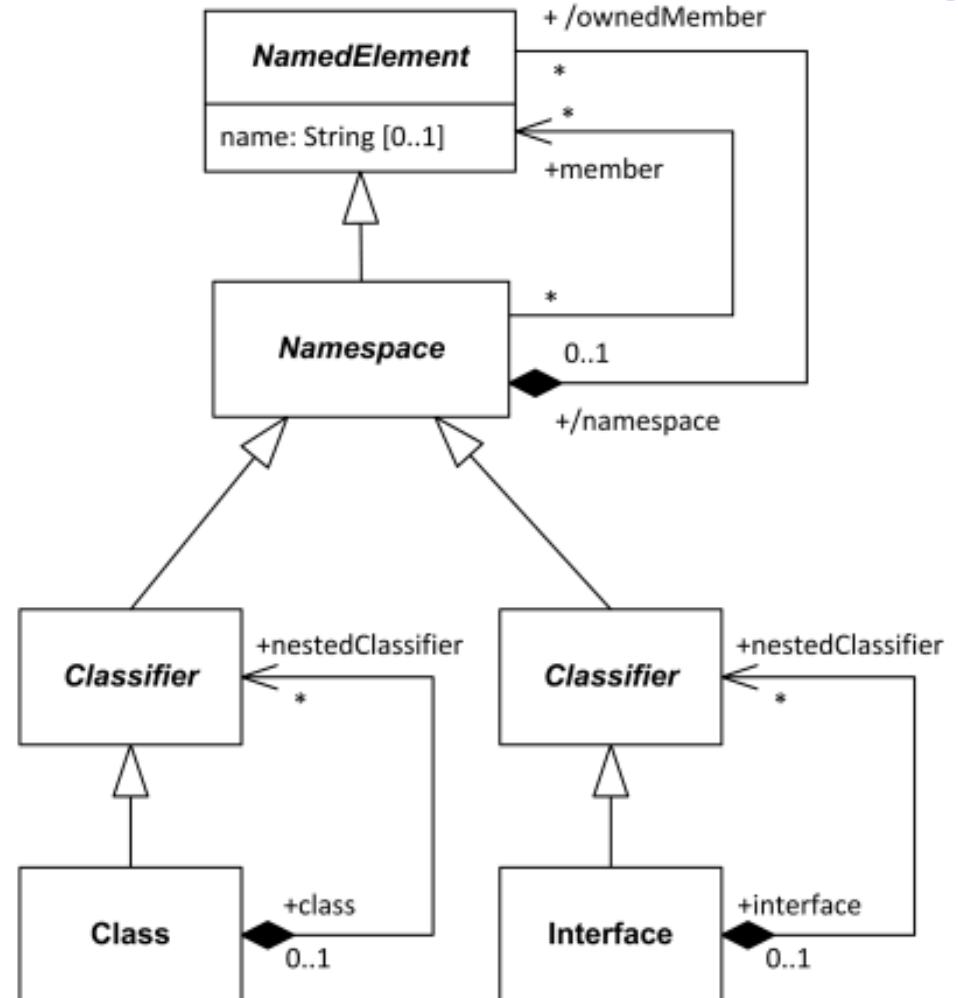 + /ownedMember
NamedElement
*
*
name: String [0..1]
+member
*
Namespace
0..1
+/namespace
+nestedClassifier
+nestedClassifier
Classifier
Classifier
*
*
+class
+interface
Class
Interface
0..1
0..1